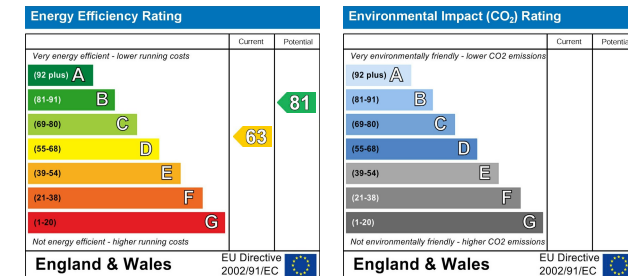 Energy Efficiency Rating
Current Potential
Very energy efficient - lower running costs
(92 plus) A
(81-91) B
81
(69-80) C
63
(55-68) D
(39-54) E
(21-38) F
(1-20) G
Not energy efficient - higher running costs
England & Wales
EU Directive
2002/91/EC
Environmental Impact (CO₂) Rating
Current Potential
Very environmentally friendly - lower CO2 emissions
(92 plus) A
(81-91) B
(69-80) C
(55-68) D
(39-54) E
(21-38) F
(1-20) G
Not environmentally friendly - higher CO2 emissions
England & Wales
EU Directive
2002/91/EC